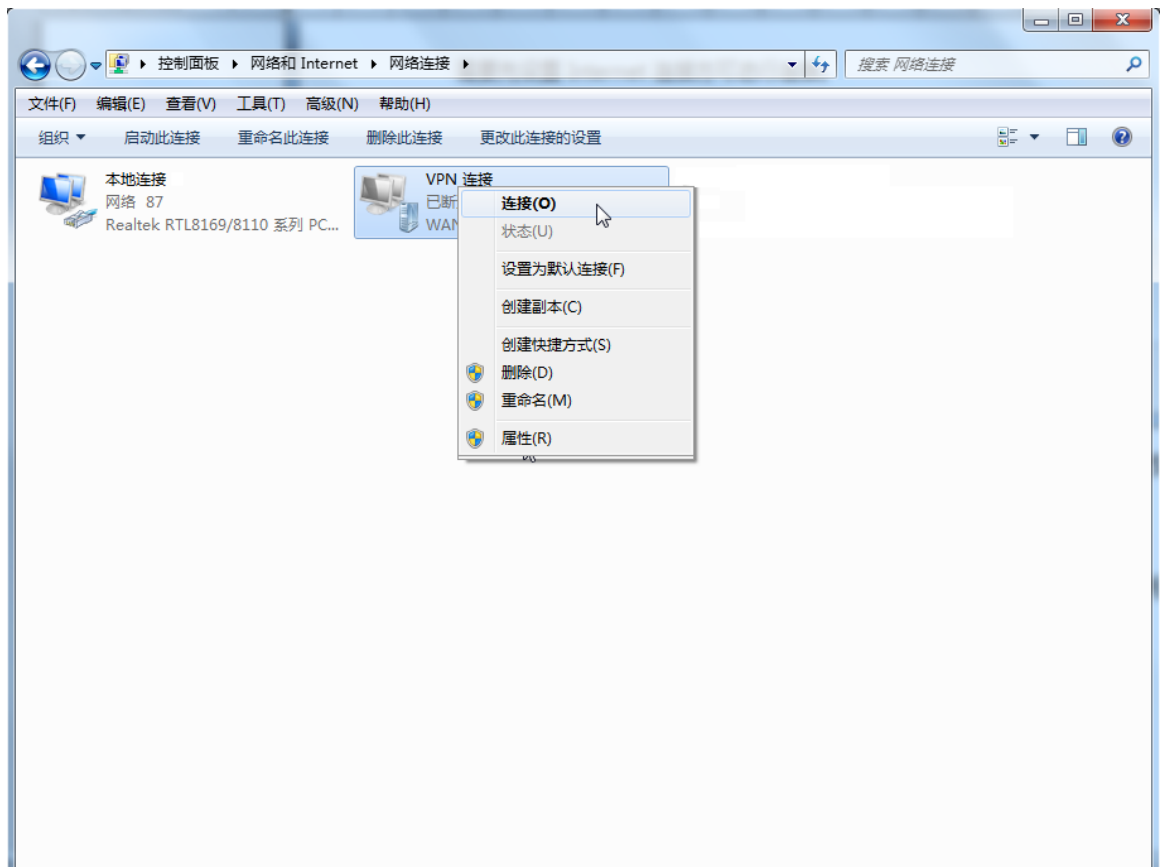 控制面板 网络和 Internet 网络连接
搜索 网络连接
文件(F) 编辑(E) 查看(V) 工具(T) 高级(N) 帮助(H)
组织 启动此连接 重命名此连接 删除此连接 更改此连接的设置
本地连接
网络 87
Realtek RTL8169/8110 系列 PC...
VPN 连接
已断
WAN
连接(O)
状态(U)
设置为默认连接(F)
创建副本(C)
创建快捷方式(S)
删除(D)
重命名(M)
属性(R)